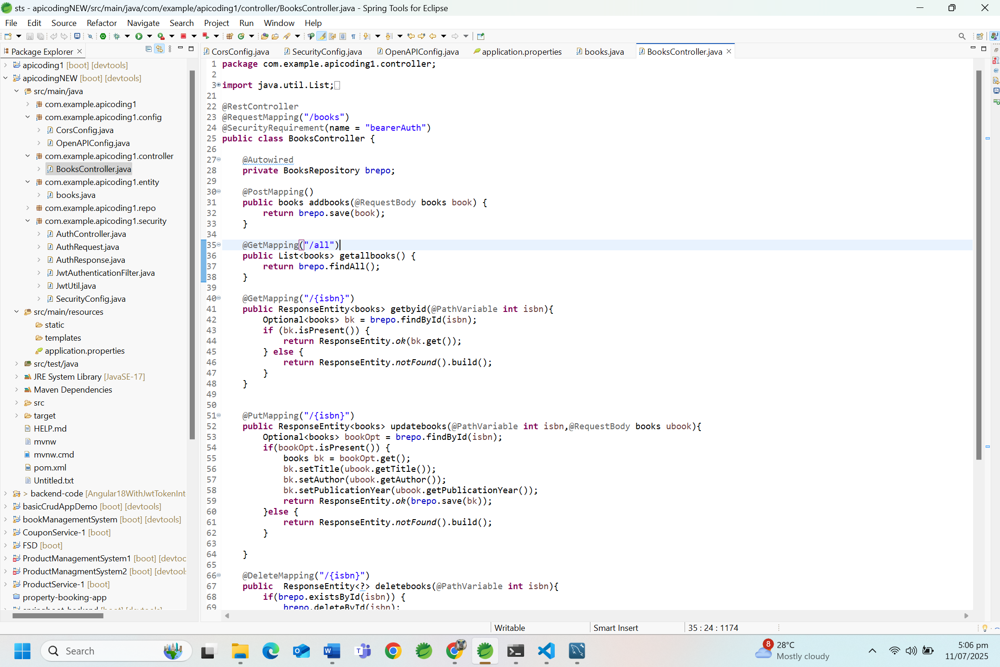 sts - apicodingNEW/src/main/java/com/example/apicoding1/controller/BooksController.java - Spring Tools for Eclipse
File Edit Source Refactor Navigate Search Project Run Window Help
Package Explorer
apicoding1 [boot] [devtools]
apicodingNEW [boot] [devtools]
src/main/java
com.example.apicoding1
com.example.apicoding1.config
CorsConfig.java
OpenAPIConfig.java
com.example.apicoding1.controller
BooksController.java
com.example.apicoding1.entity
books.java
com.example.apicoding1.repo
com.example.apicoding1.security
AuthController.java
AuthRequest.java
AuthResponse.java
JwtAuthenticationFilter.java
JwtUtil.java
SecurityConfig.java
src/main/resources
static
templates
application.properties
src/test/java
JRE System Library [JavaSE-17]
Maven Dependencies
src
target
HELP.md
mvnw
mvnw.cmd
pom.xml
Untitled.txt
> backend-code [Angular18WithJwtTokenInt
basicCrudAppDemo [boot] [devtools]
bookManagementSystem [boot] [devtools]
CouponService-1 [boot]
FSD [boot]
ProductManagementSystem1 [boot] [devtoo
ProductManagmentSystem2 [boot] [devtools
ProductService-1 [boot]
property-booking-app
springboot-backend [boot] [devtools]
CorsConfig.java SecurityConfig.java OpenAPIConfig.java application.properties books.java BooksController.java
1 package com.example.apicoding1.controller;
2
3 import java.util.List;
21
22 @RestController
23 @RequestMapping("/books")
24 @SecurityRequirement(name = "bearerAuth")
25 public class BooksController {
26
27 @Autowired
28 private BooksRepository brepo;
29
30 @PostMapping()
31 public books addbooks(@RequestBody books book) {
32 return brepo.save(book);
33 }
34
35 @GetMapping("/all")
36 public List<books> getallbooks() {
37 return brepo.findAll();
38 }
39
40 @GetMapping("/{isbn}")
41 public ResponseEntity<books> getbyid(@PathVariable int isbn){
42 Optional<books> bk = brepo.findById(isbn);
43 if (bk.isPresent()) {
44 return ResponseEntity.ok(bk.get());
45 } else {
46 return ResponseEntity.notFound().build();
47 }
48 }
49
50
51 @PutMapping("/{isbn}")
52 public ResponseEntity<books> updatebooks(@PathVariable int isbn,@RequestBody books ubook){
53 Optional<books> bookOpt = brepo.findById(isbn);
54 if(bookOpt.isPresent()) {
55 books bk = bookOpt.get();
56 bk.setTitle(ubook.getTitle());
57 bk.setAuthor(ubook.getAuthor());
58 bk.setPublicationYear(ubook.getPublicationYear());
59 return ResponseEntity.ok(brepo.save(bk));
60 }else {
61 return ResponseEntity.notFound().build();
62 }
63
64 }
65
66 @DeleteMapping("/{isbn}")
67 public ResponseEntity<?> deletebooks(@PathVariable int isbn){
68 if(brepo.existsById(isbn)) {
69 brepo.deleteById(isbn);
Writable Smart Insert 35 : 24 : 1174
Search
8
28°C
Mostly cloudy
5:06 pm
11/07/2025